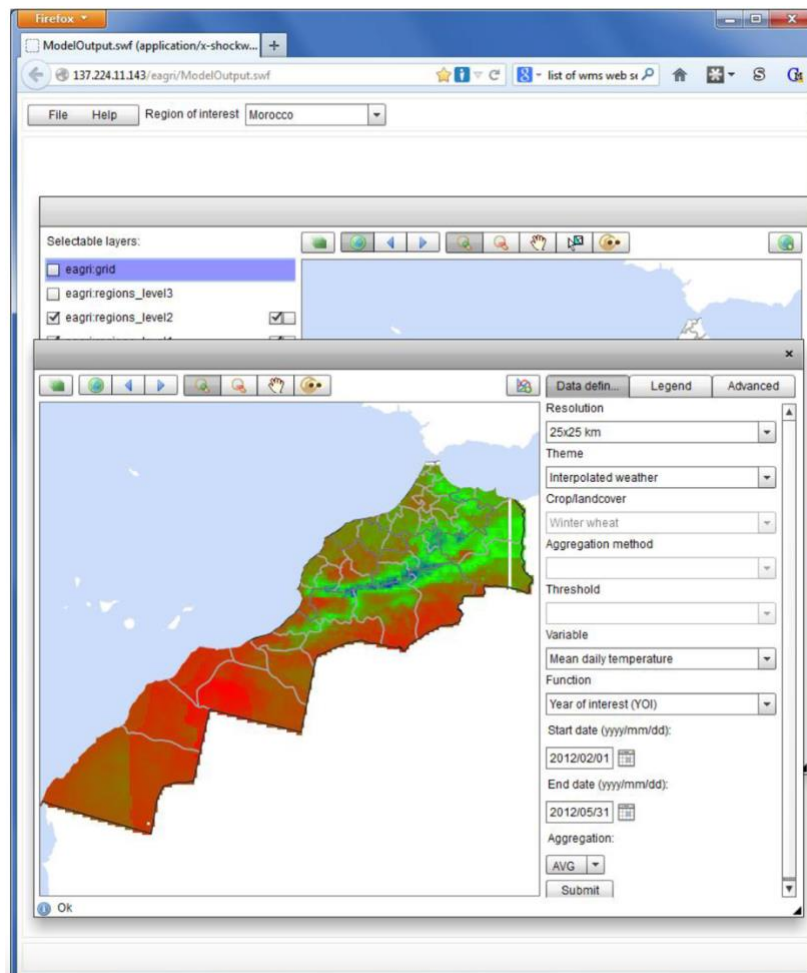 Firefox
ModelOutput.swf (application/x-shockw...
137.224.11.143/eagri/ModelOutput.swf
list of wms web se
File Help Region of interest Morocco
Selectable layers:
eagri:grid
eagri:regions_level3
eagri:regions_level2
Data defin... Legend Advanced
Resolution
25x25 km
Theme
Interpolated weather
Crop/landcover
Winter wheat
Aggregation method
Threshold
Variable
Mean daily temperature
Function
Year of interest (YOI)
Start date (yyyy/mm/dd):
2012/02/01
End date (yyyy/mm/dd):
2012/05/31
Aggregation:
AVG
Submit
Ok